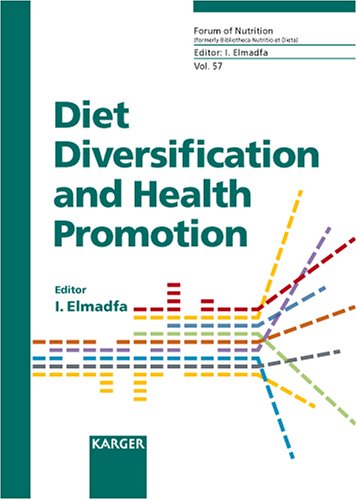 Forum of Nutrition
(formerly Bibliotheca Nutritio et Dieta)
Editor: I. Elmadfa
Vol. 57
Diet
Diversification
and Health
Promotion
Editor
I. Elmadfa
KARGER